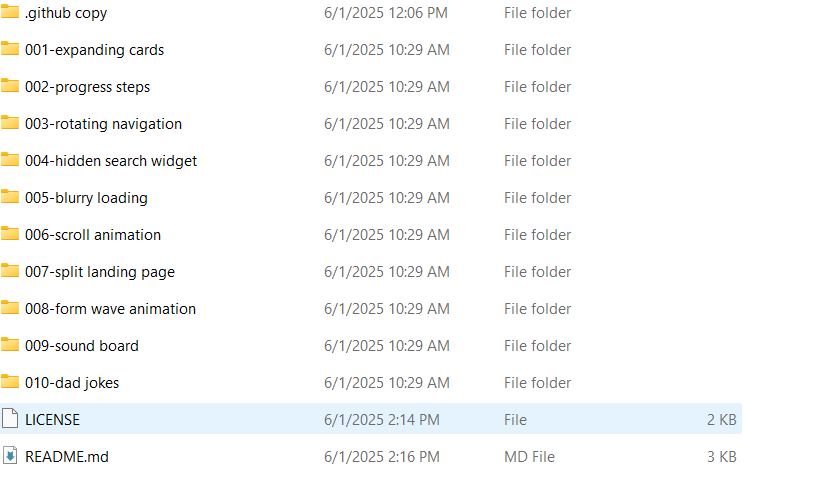 .github copy 6/1/2025 12:06 PM File folder
001-expanding cards 6/1/2025 10:29 AM File folder
002-progress steps 6/1/2025 10:29 AM File folder
003-rotating navigation 6/1/2025 10:29 AM File folder
004-hidden search widget 6/1/2025 10:29 AM File folder
005-blurry loading 6/1/2025 10:29 AM File folder
006-scroll animation 6/1/2025 10:29 AM File folder
007-split landing page 6/1/2025 10:29 AM File folder
008-form wave animation 6/1/2025 10:29 AM File folder
009-sound board 6/1/2025 10:29 AM File folder
010-dad jokes 6/1/2025 10:29 AM File folder
LICENSE 6/1/2025 2:14 PM File 2 KB
README.md 6/1/2025 2:16 PM MD File 3 KB